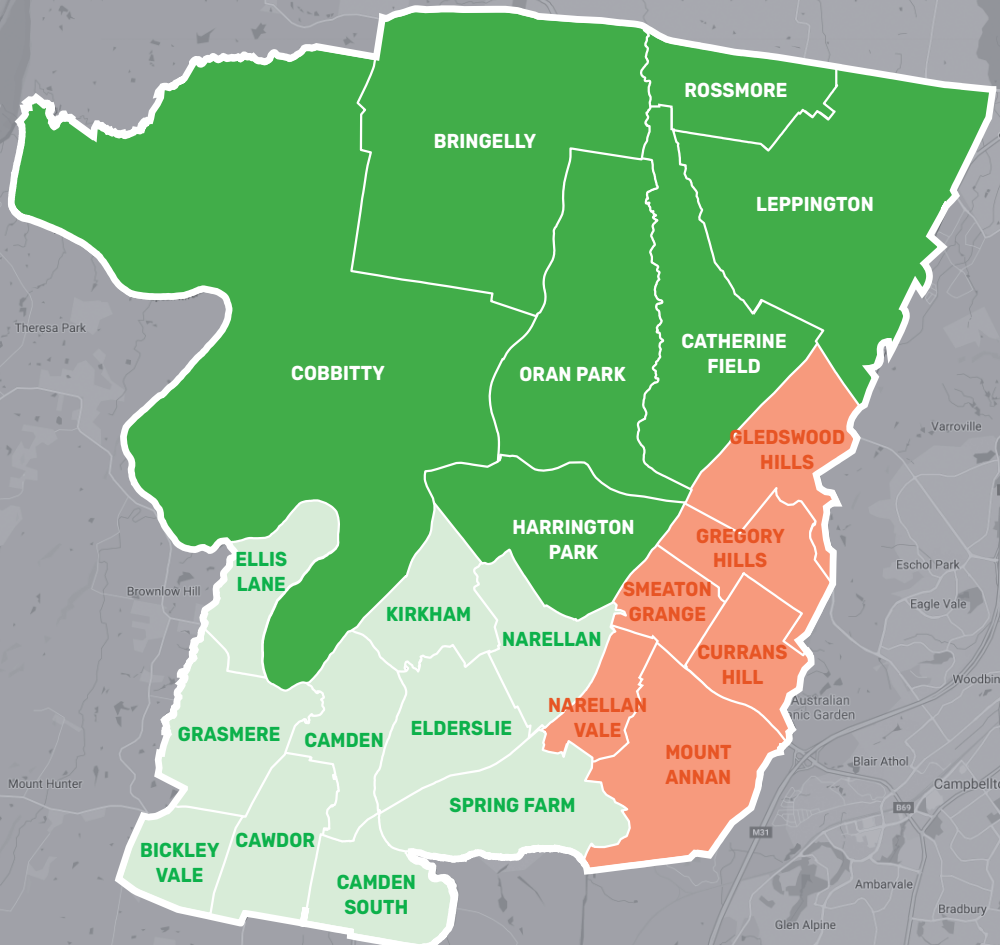 ROSSMORE
BRINGELLY
LEPPINGTON
Theresa Park
CATHERINE
FIELD
COBBITTY
ORAN PARK
Varroville
GLEDSWOOD
HILLS
HARRINGTON
PARK
GREGORY
HILLS
ELLIS
LANE
Eschol Park
Brownlow Hill
SMEATON
GRANGE
Eagle Vale
KIRKHAM
NARELLAN
CURRANS
HILL
Woodbin
Australian
nic Garden
NARELLAN
VALE
GRASMERE
CAMDEN
ELDERSLIE
MOUNT
ANNAN
Blair Athol
Mount Hunter
Campbellto
SPRING FARM
B69
M31
BICKLEY
VALE
CAWDOR
CAMDEN
SOUTH
Ambarvale
Bradbury
Glen Alpine